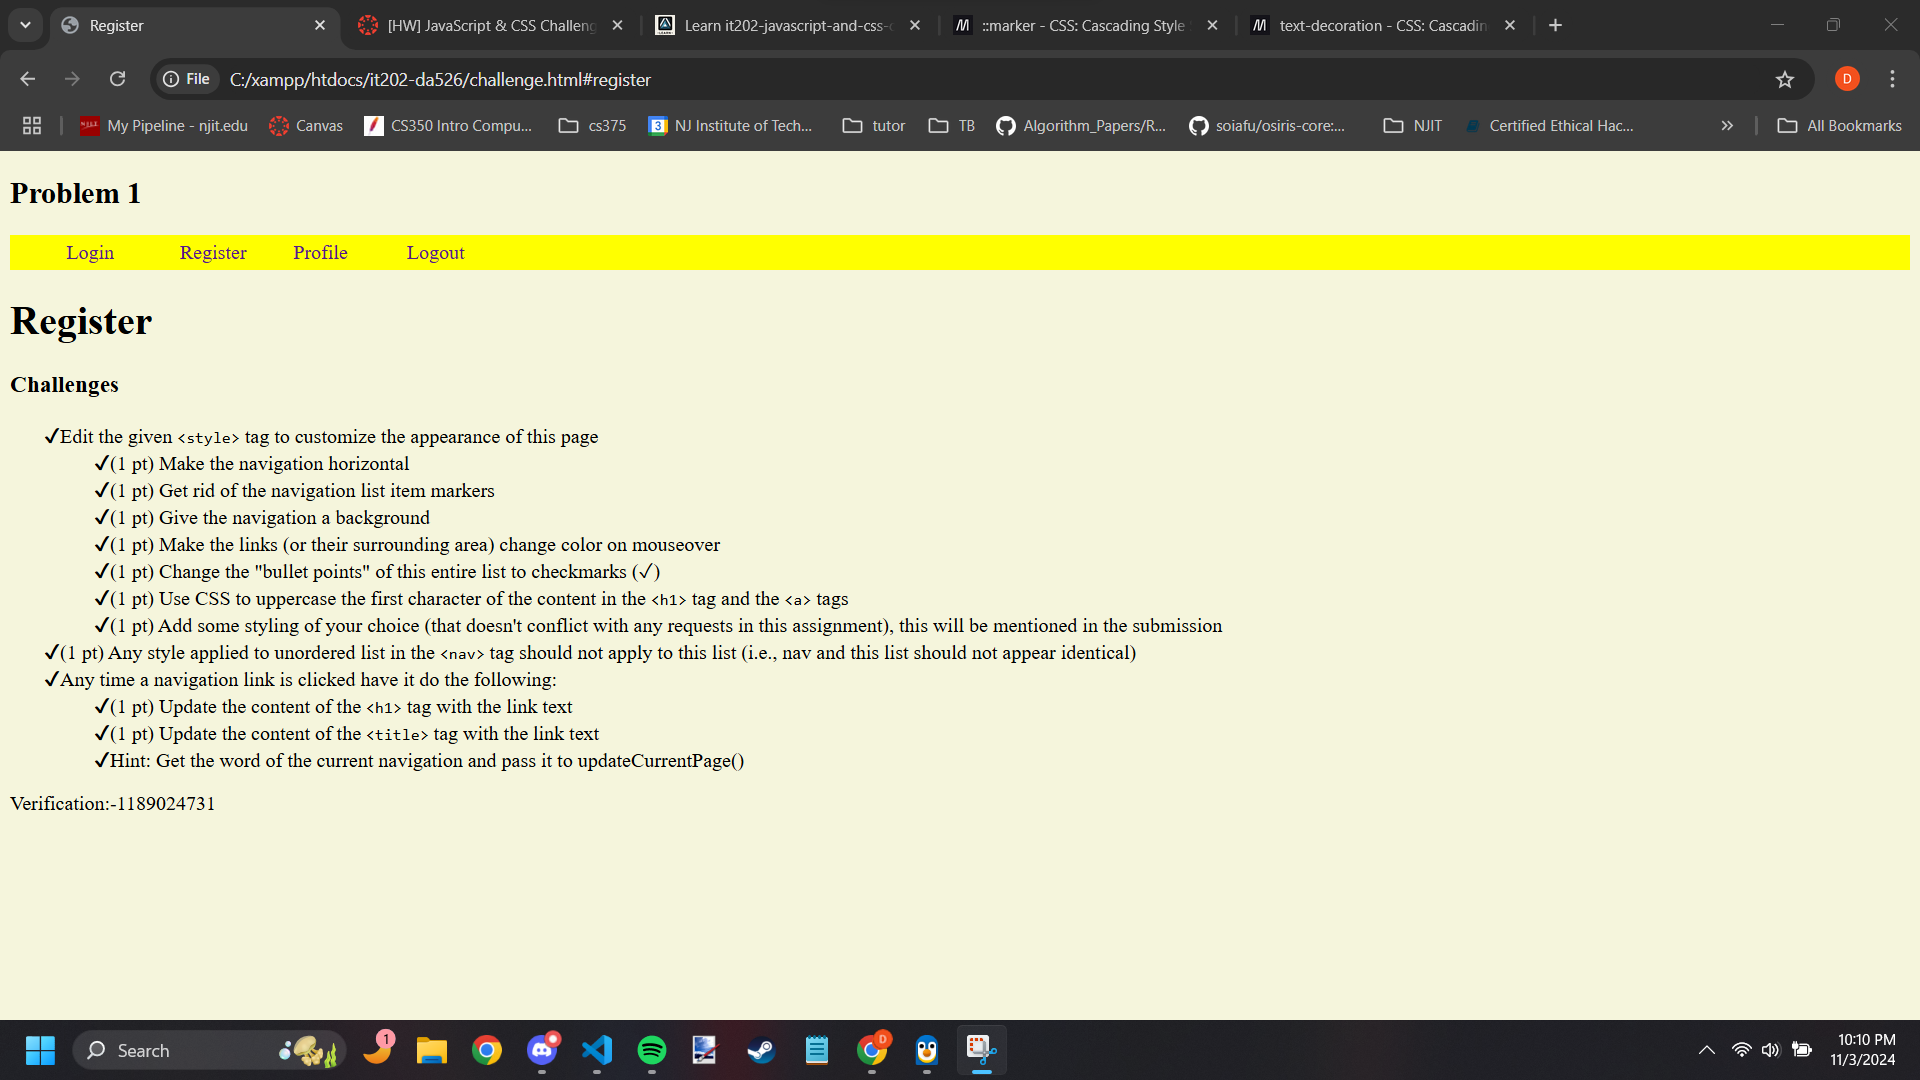 Register
[HW] JavaScript & CSS Challeng
Learn it202-javascript-and-css-c
::marker - CSS: Cascading Style
text-decoration - CSS: Cascadin
File
C:/xampp/htdocs/it202-da526/challenge.html#register
D
My Pipeline - njit.edu
Canvas
CS350 Intro Compu...
cs375
3
NJ Institute of Tech...
tutor
TB
Algorithm_Papers/R...
soiafu/osiris-core:...
NJIT
Certified Ethical Hac...
All Bookmarks
Problem 1
Login Register Profile Logout
Register
Challenges
✓Edit the given <style> tag to customize the appearance of this page
✓(1 pt) Make the navigation horizontal
✓(1 pt) Get rid of the navigation list item markers
✓(1 pt) Give the navigation a background
✓(1 pt) Make the links (or their surrounding area) change color on mouseover
✓(1 pt) Change the "bullet points" of this entire list to checkmarks (✓)
✓(1 pt) Use CSS to uppercase the first character of the content in the <h1> tag and the <a> tags
✓(1 pt) Add some styling of your choice (that doesn't conflict with any requests in this assignment), this will be mentioned in the submission
✓(1 pt) Any style applied to unordered list in the <nav> tag should not apply to this list (i.e., nav and this list should not appear identical)
✓Any time a navigation link is clicked have it do the following:
✓(1 pt) Update the content of the <h1> tag with the link text
✓(1 pt) Update the content of the <title> tag with the link text
✓Hint: Get the word of the current navigation and pass it to updateCurrentPage()
Verification:-1189024731
Search
1
D
10:10 PM
11/3/2024